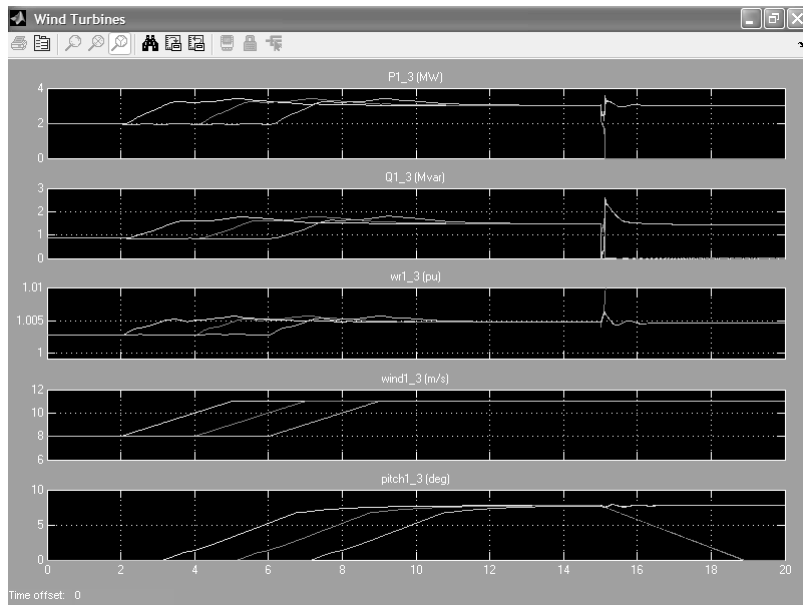 Wind Turbines
P1_3 (MW)
4
2
0
Q1_3 (Mvar)
3
2
1
0
wr1_3 (pu)
1.01
1.005
1
wind1_3 (m/s)
12
10
8
6
pitch1_3 (deg)
10
5
0
0 2 4 6 8 10 12 14 16 18 20
Time offset: 0